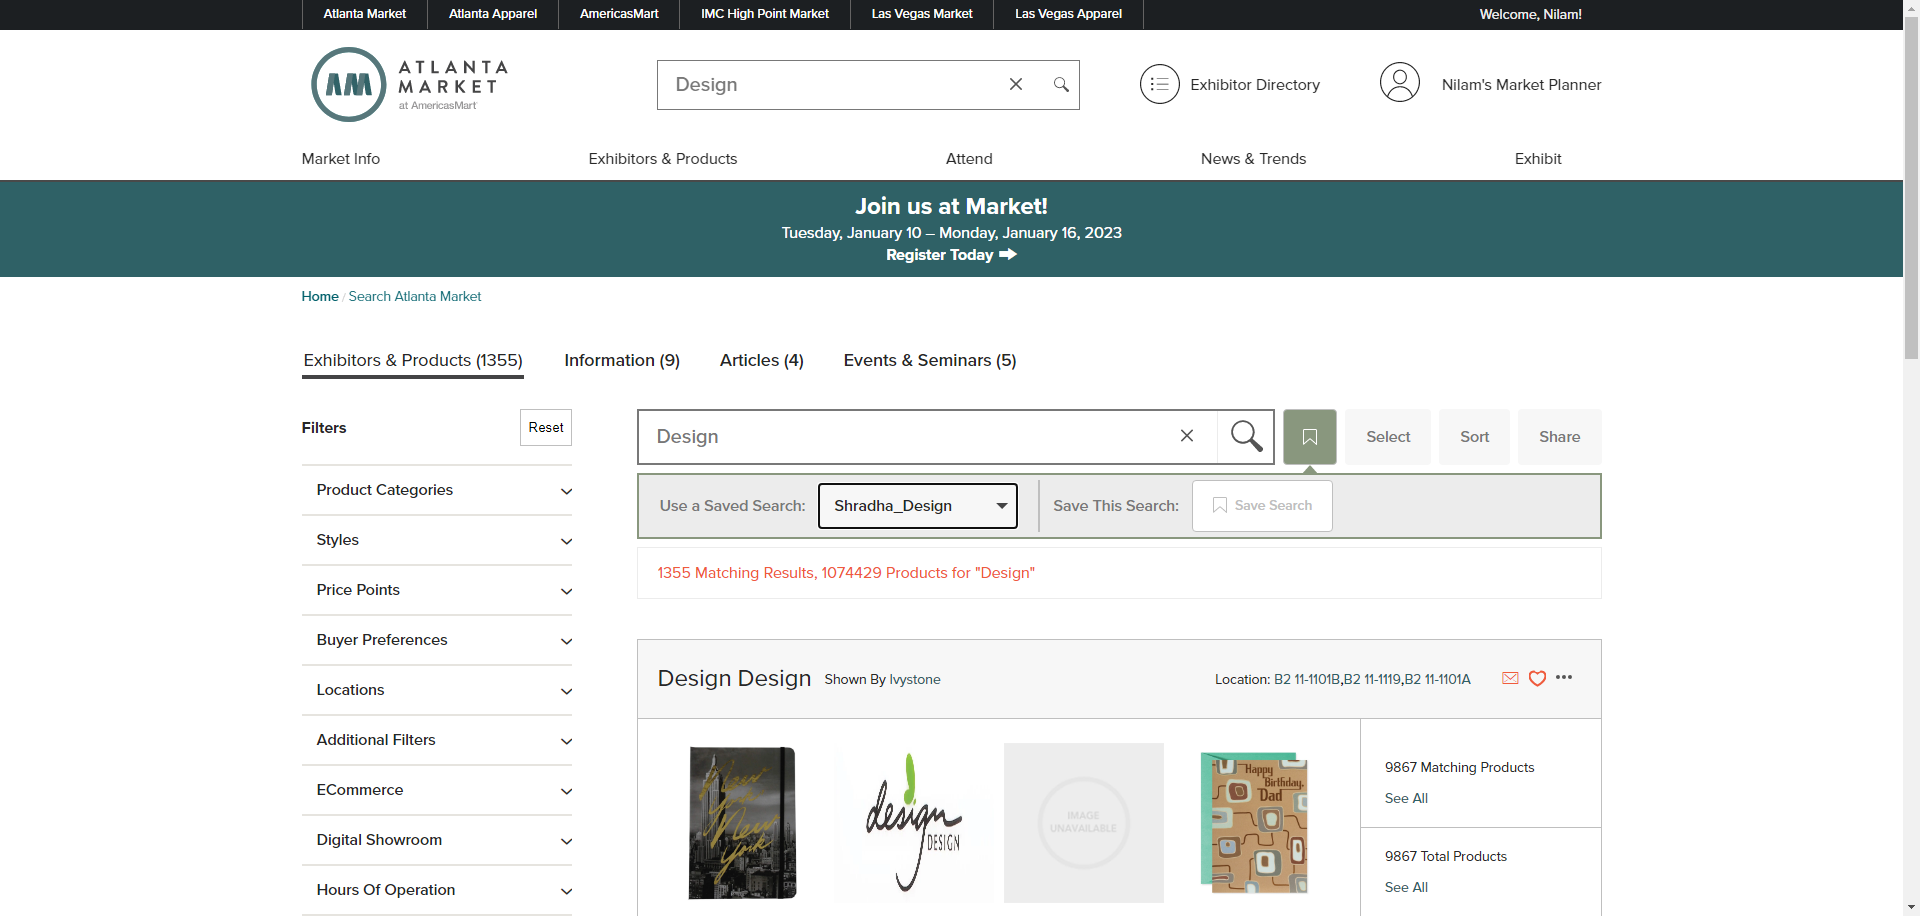 Atlanta Market
Atlanta Apparel
AmericasMart
IMC High Point Market
Las Vegas Market
Las Vegas Apparel
Welcome, Nilam!
AM
ATLANTA
MARKET
at AmericasMart
Design
Exhibitor Directory
Nilam's Market Planner
Market Info
Exhibitors & Products
Attend
News & Trends
Exhibit
Join us at Market!
Tuesday, January 10 – Monday, January 16, 2023
Register Today
Home / Search Atlanta Market
Exhibitors & Products (1355)
Information (9)
Articles (4)
Events & Seminars (5)
Filters
Reset
Product Categories
Styles
Price Points
Buyer Preferences
Locations
Additional Filters
ECommerce
Digital Showroom
Hours Of Operation
Design
Select
Sort
Share
Use a Saved Search:
Shradha_Design
Save This Search:
Save Search
1355 Matching Results, 1074429 Products for "Design"
Design Design
Shown By Ivystone
Location: B2 11-1101B,B2 11-1119,B2 11-1101A
New
York
New
York
design
DESIGN
IMAGE
UNAVAILABLE
Happy
Birthday,
Dad
9867 Matching Products
See All
9867 Total Products
See All